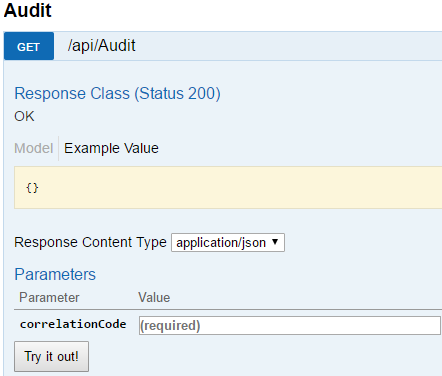 Audit
GET /api/Audit
Response Class (Status 200)
OK
Model Example Value
{}
Response Content Type application/json ▼
Parameters
Parameter Value
correlationCode (required)
Try it out!